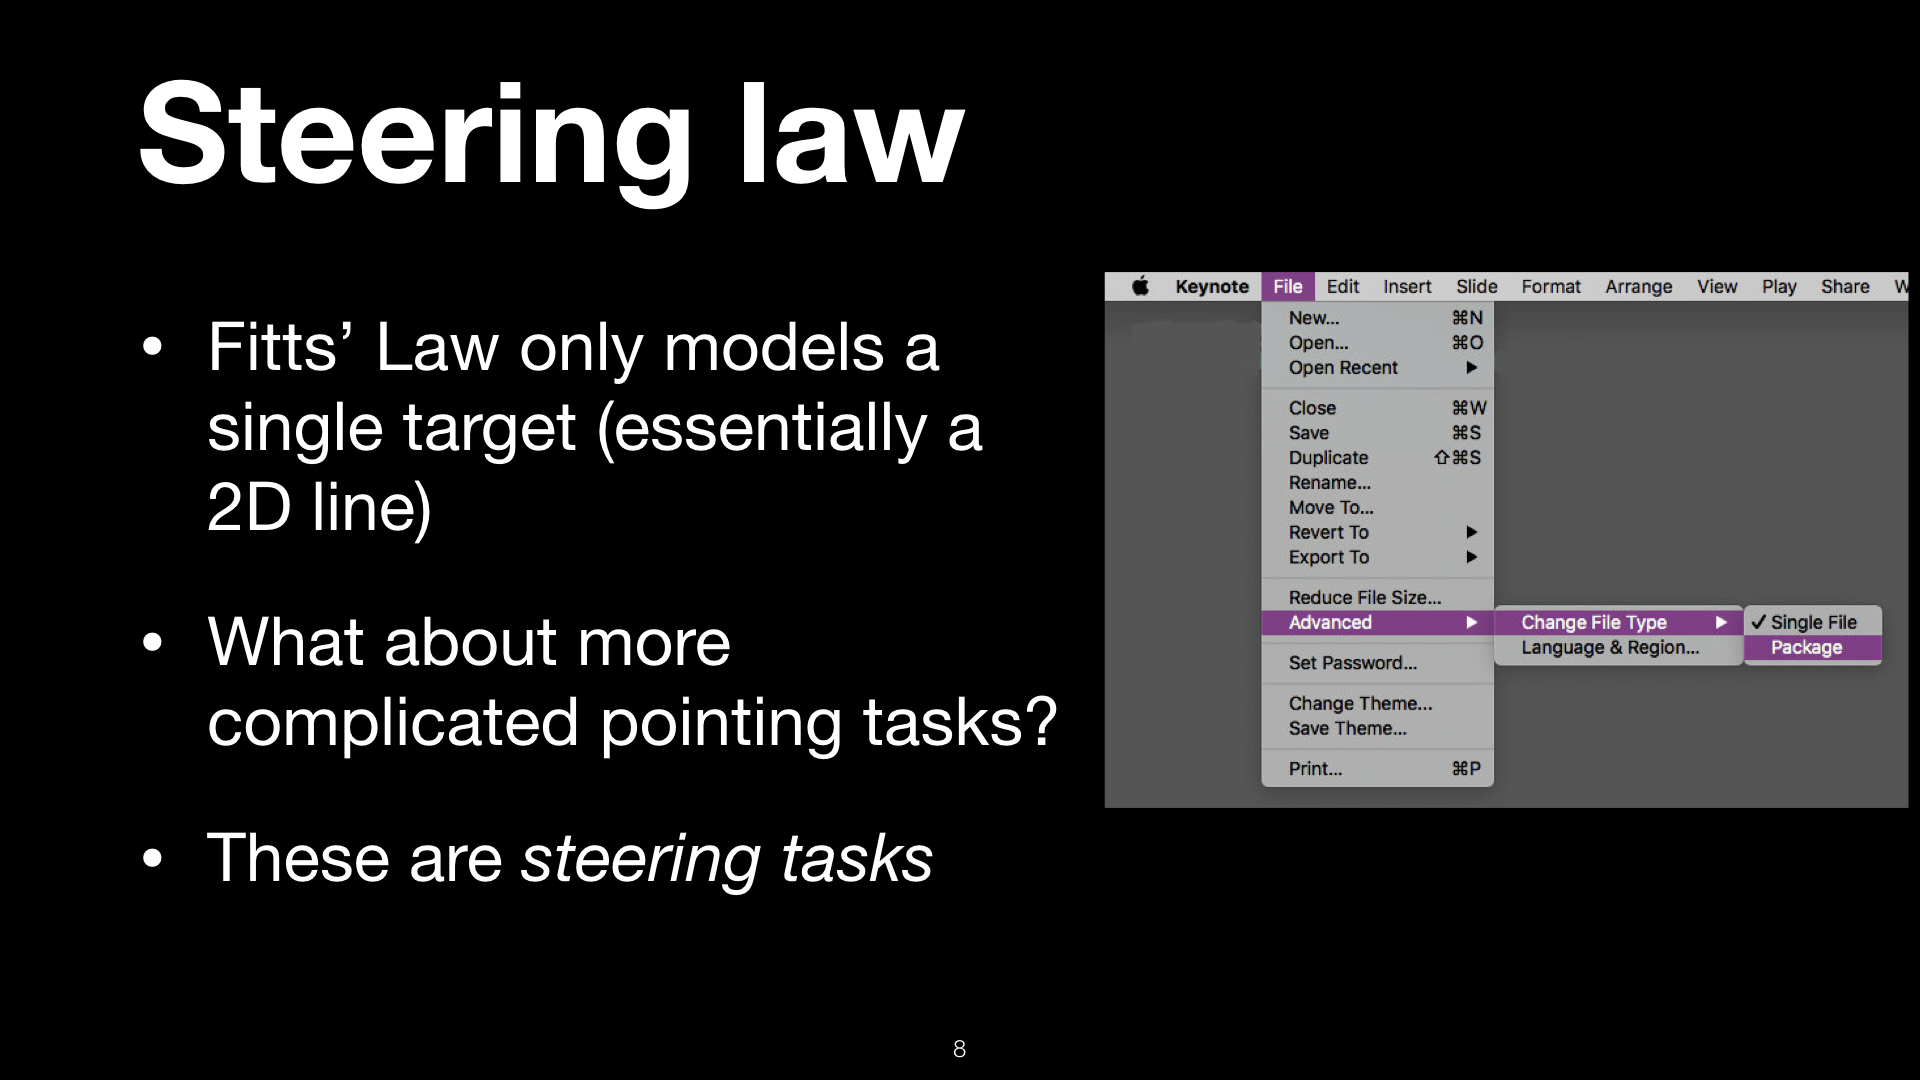 Steering law
• Fitts’ Law only models a
single target (essentially a
2D line)
• What about more
complicated pointing tasks?
• These are steering tasks
Keynote File Edit Insert Slide Format Arrange View Play Share W
New... ⌘N
Open... ⌘O
Open Recent ▶
Close ⌘W
Save ⌘S
Duplicate ⇧⌘S
Rename...
Move To...
Revert To ▶
Export To ▶
Reduce File Size...
Advanced ▶ Change File Type ▶ ✓ Single File
Language & Region... Package
Set Password...
Change Theme...
Save Theme...
Print... ⌘P
8